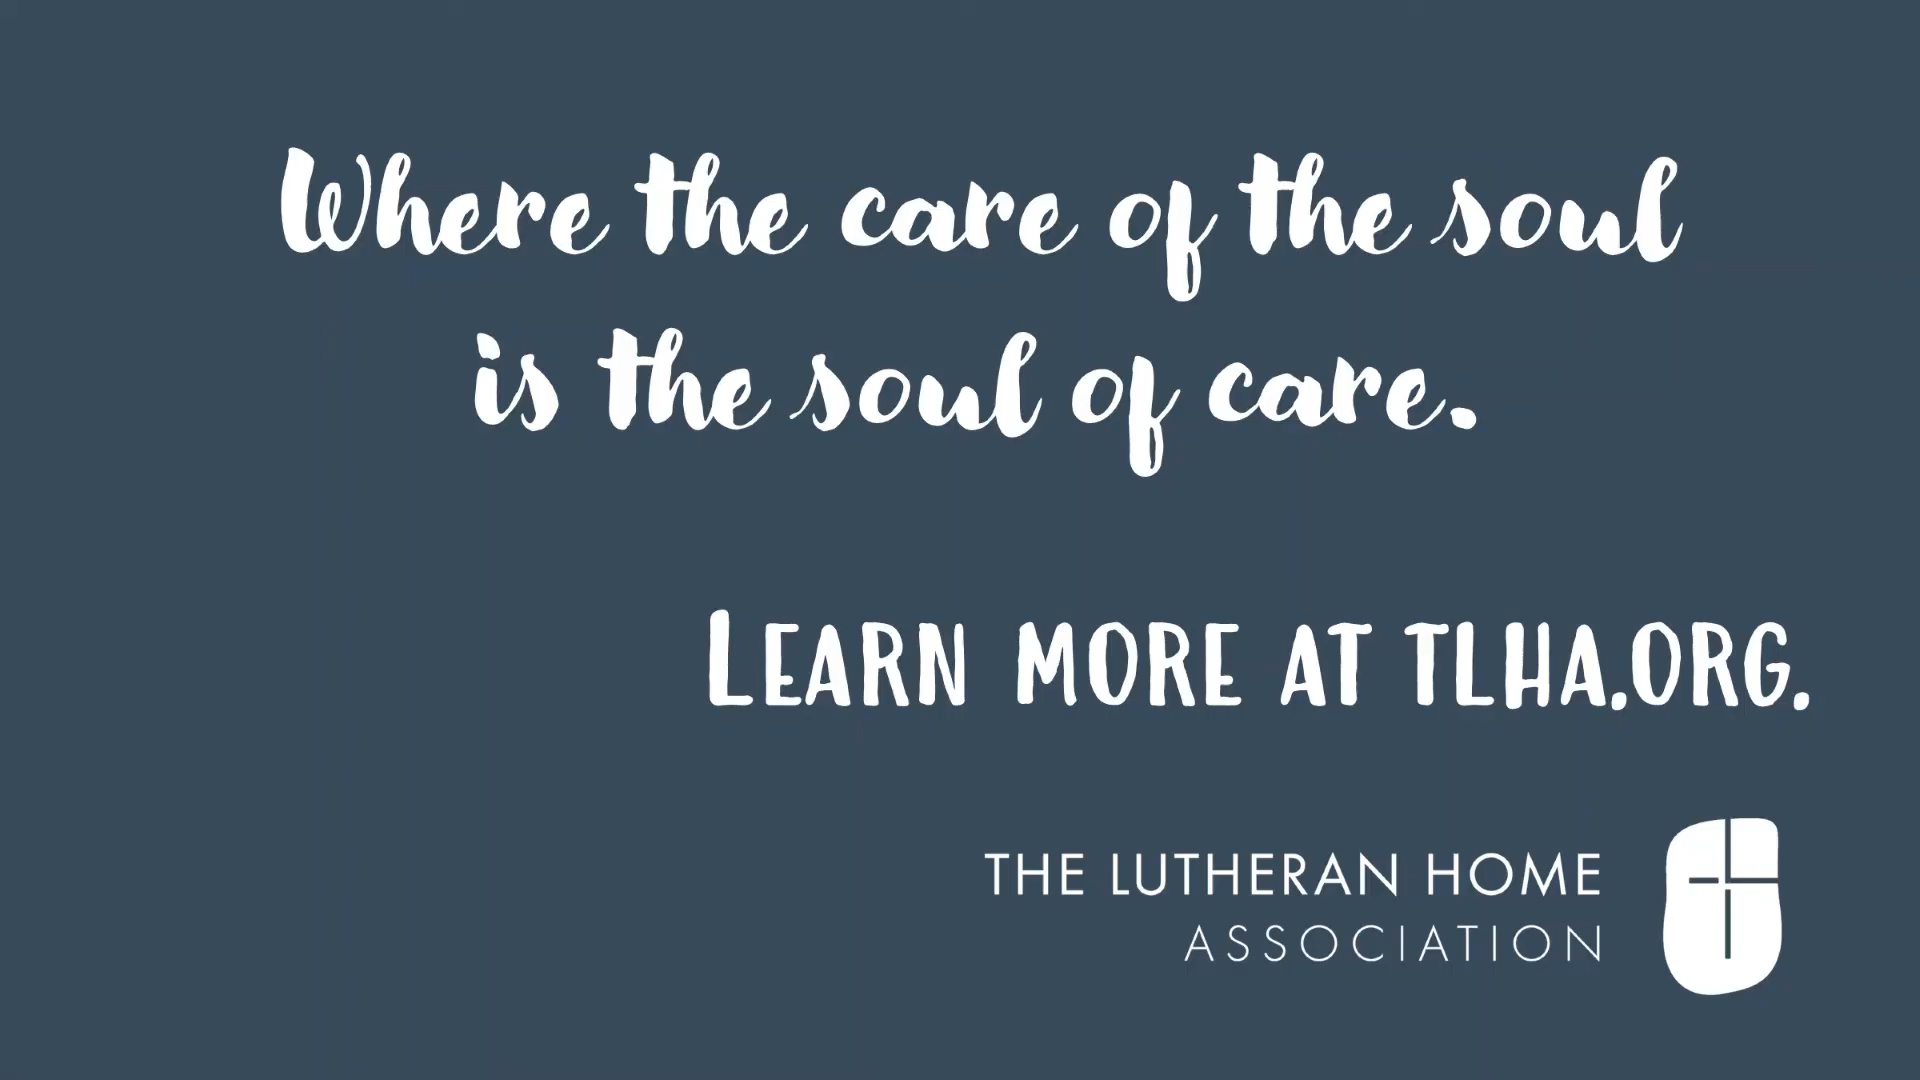 Where the care of the soul
is the soul of care.
LEARN MORE AT TLHA.ORG.
THE LUTHERAN HOME
ASSOCIATION